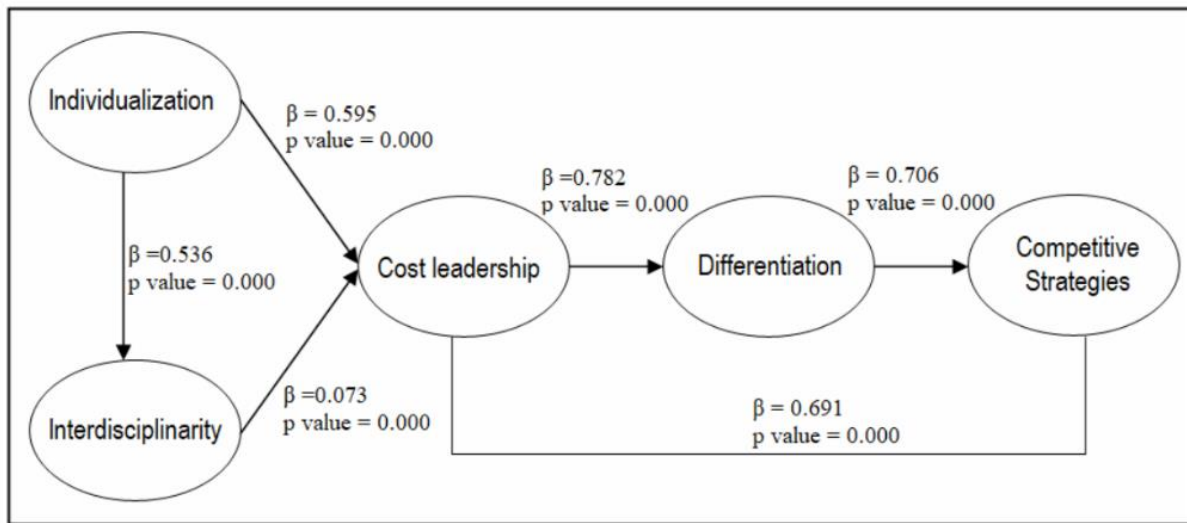 Individualization
β = 0.595
p value = 0.000
β =0.536
p value = 0.000
Interdisciplinarity
β =0.073
p value = 0.000
Cost leadership
β =0.782
p value = 0.000
Differentiation
β = 0.706
p value = 0.000
Competitive
Strategies
β = 0.691
p value = 0.000